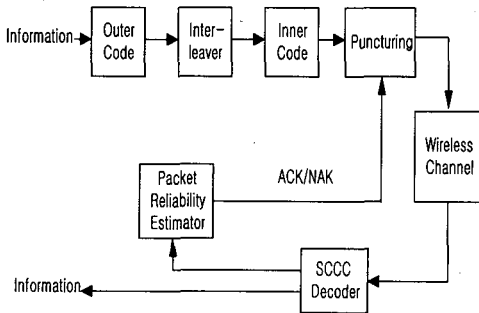 Information
Outer
Code
Inter-
leaver
Inner
Code
Puncturing
Wireless
Channel
Packet
Reliability
Estimator
ACK/NAK
SCCC
Decoder
Information